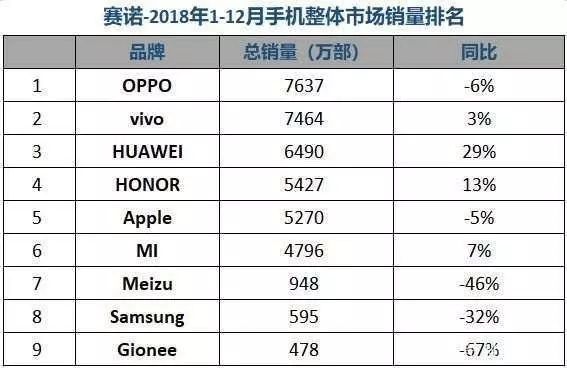 赛诺-2018年1-12月手机整体市场销量排名
品牌 总销量（万部） 同比
1 OPPO 7637 -6%
2 vivo 7464 3%
3 HUAWEI 6490 29%
4 HONOR 5427 13%
5 Apple 5270 -5%
6 MI 4796 7%
7 Meizu 948 -46%
8 Samsung 595 -32%
9 Gionee 478 -67%